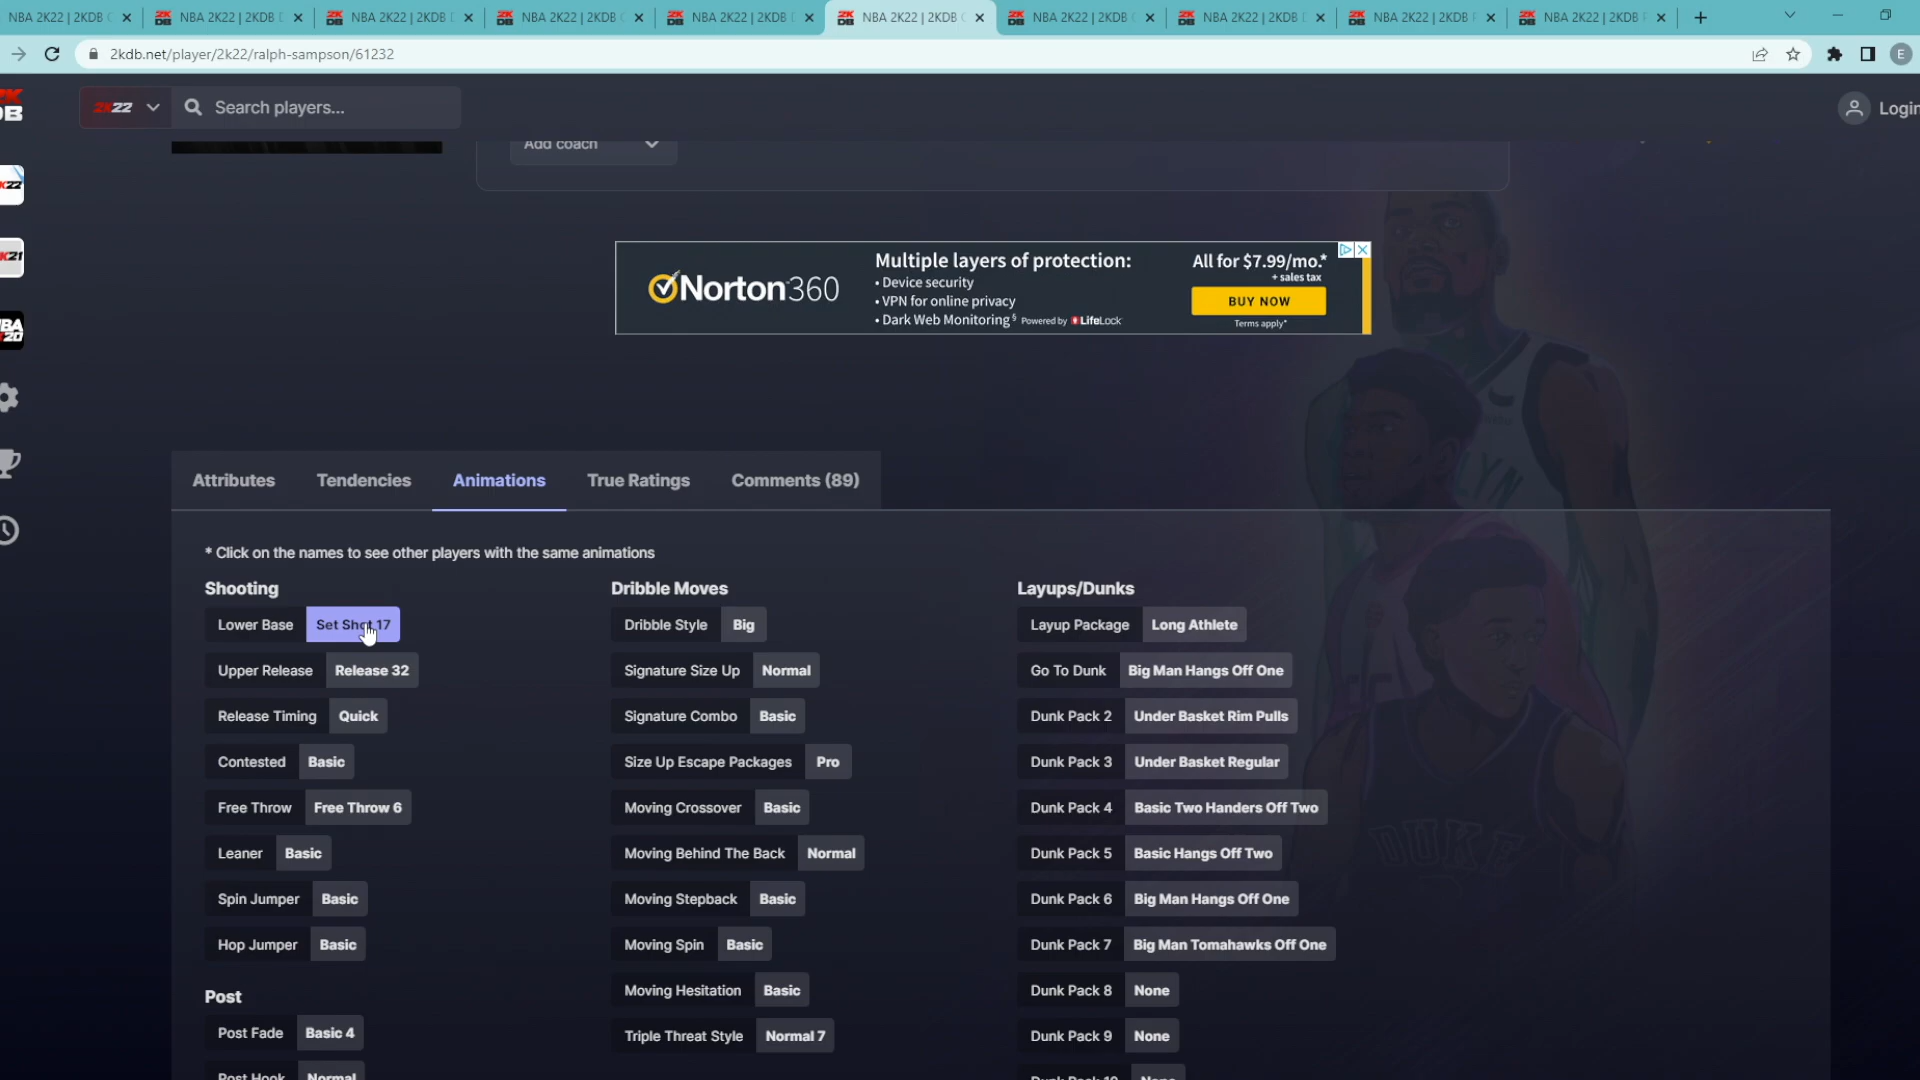 NBA 2K22 | 2KDB
NBA 2K22 | 2KDB
NBA 2K22 | 2KDB
NBA 2K22 | 2KDB
NBA 2K22 | 2KDB
NBA 2K22 | 2KDB
NBA 2K22 | 2KDB
NBA 2K22 | 2KDB
NBA 2K22 | 2KDB
NBA 2K22 | 2KDB
2kdb.net/player/2k22/ralph-sampson/61232
E
2K DB
2K22
Search players...
Login
Add coach
Norton360
Multiple layers of protection:
• Device security
• VPN for online privacy
• Dark Web Monitoring§ Powered by LifeLock
All for $7.99/mo.*
+ sales tax
BUY NOW
Terms apply*
Attributes Tendencies Animations True Ratings Comments (89)
* Click on the names to see other players with the same animations
Shooting
Lower Base Set Shot 17
Upper Release Release 32
Release Timing Quick
Contested Basic
Free Throw Free Throw 6
Leaner Basic
Spin Jumper Basic
Hop Jumper Basic
Post
Post Fade Basic 4
Post Hook Normal
Dribble Moves
Dribble Style Big
Signature Size Up Normal
Signature Combo Basic
Size Up Escape Packages Pro
Moving Crossover Basic
Moving Behind The Back Normal
Moving Stepback Basic
Moving Spin Basic
Moving Hesitation Basic
Triple Threat Style Normal 7
Layups/Dunks
Layup Package Long Athlete
Go To Dunk Big Man Hangs Off One
Dunk Pack 2 Under Basket Rim Pulls
Dunk Pack 3 Under Basket Regular
Dunk Pack 4 Basic Two Handers Off Two
Dunk Pack 5 Basic Hangs Off Two
Dunk Pack 6 Big Man Hangs Off One
Dunk Pack 7 Big Man Tomahawks Off One
Dunk Pack 8 None
Dunk Pack 9 None
Dunk Pack 10 None
DUKE